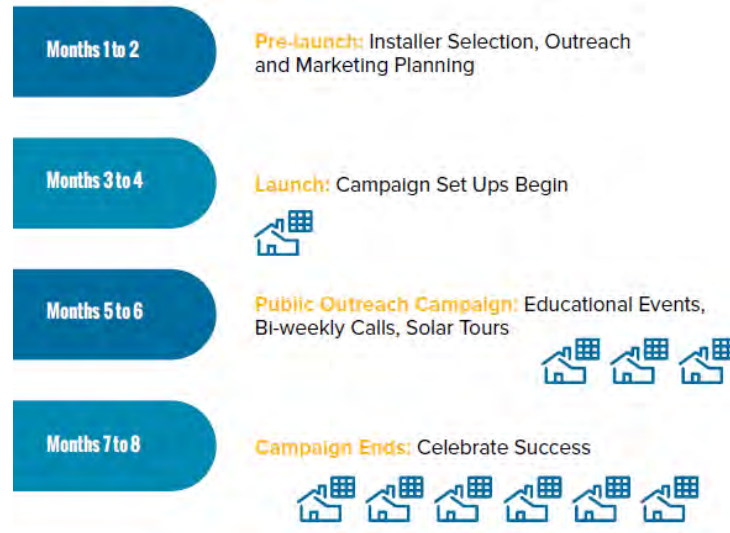 Months 1 to 2
Pre-launch: Installer Selection, Outreach
and Marketing Planning
Months 3 to 4
Launch: Campaign Set Ups Begin
Months 5 to 6
Public Outreach Campaign: Educational Events,
Bi-weekly Calls, Solar Tours
Months 7 to 8
Campaign Ends: Celebrate Success